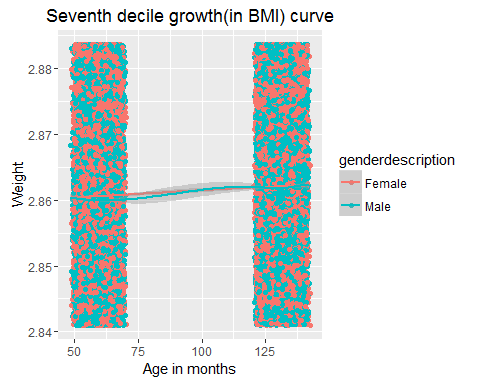 Seventh decile growth(in BMI) curve
Weight
2.88
2.87
2.86
2.85
2.84
50
75
100
125
Age in months
genderdescription
Female
Male